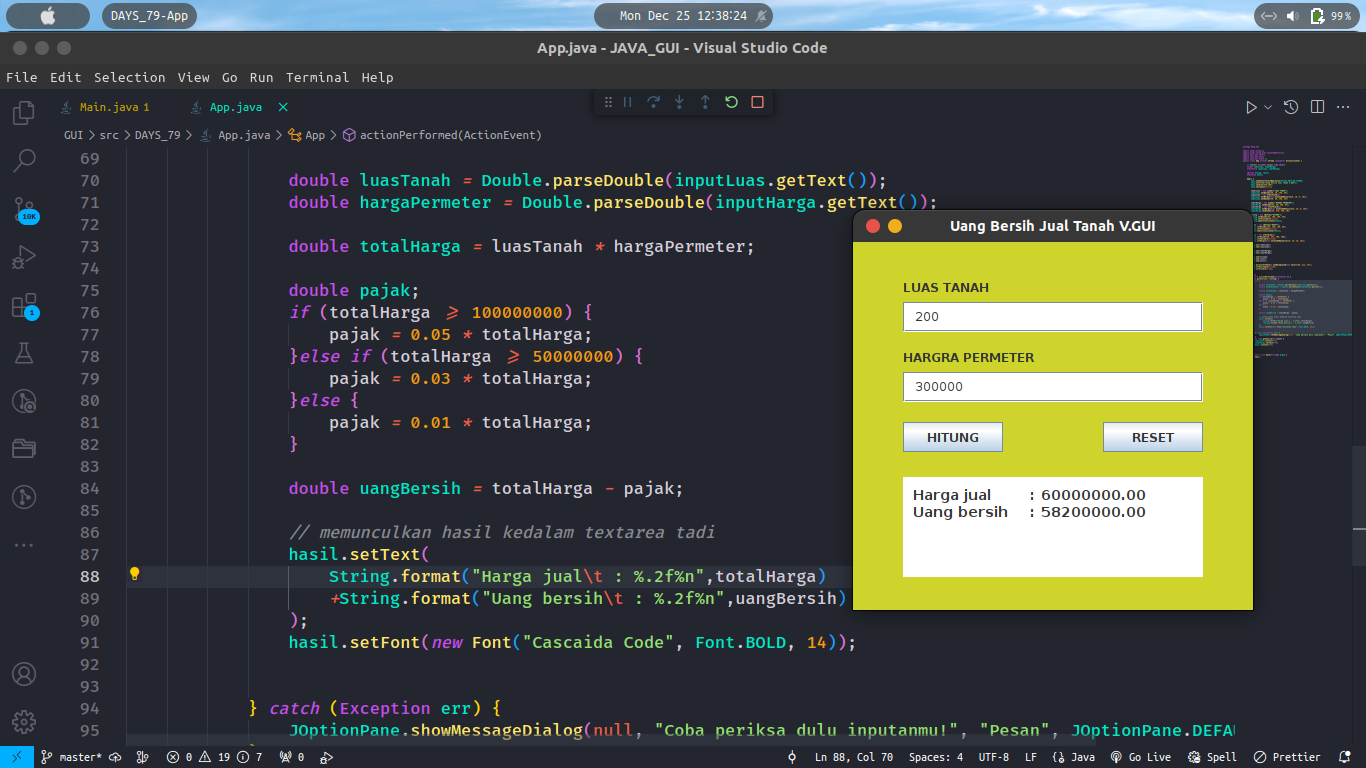 DAYS_79-App
Mon Dec 25 12:38:24
99 %
App.java - JAVA_GUI - Visual Studio Code
File Edit Selection View Go Run Terminal Help
Main.java 1
App.java
GUI > src > DAYS_79 > App.java > App > actionPerformed(ActionEvent)
69
70 double luasTanah = Double.parseDouble(inputLuas.getText());
71 double hargaPermeter = Double.parseDouble(inputHarga.getText());
72
73 double totalHarga = luasTanah * hargaPermeter;
74
75 double pajak;
76 if (totalHarga >= 100000000) {
77 pajak = 0.05 * totalHarga;
78 }else if (totalHarga >= 50000000) {
79 pajak = 0.03 * totalHarga;
80 }else {
81 pajak = 0.01 * totalHarga;
82 }
83
84 double uangBersih = totalHarga - pajak;
85
86 // memunculkan hasil kedalam textarea tadi
87 hasil.setText(
88 String.format("Harga jual\t : %.2f%n",totalHarga)
89 +String.format("Uang bersih\t : %.2f%n",uangBersih)
90 );
91 hasil.setFont(new Font("Cascaida Code", Font.BOLD, 14));
92
93
94 } catch (Exception err) {
95 JOptionPane.showMessageDialog(null, "Coba periksa dulu inputanmu!", "Pesan", JOptionPane.DEFAU
10K
1
Uang Bersih Jual Tanah V.GUI
LUAS TANAH
200
HARGRA PERMETER
300000
HITUNG RESET
Harga jual : 60000000.00
Uang bersih : 58200000.00
master* 0 19 7 0 Ln 88, Col 70 Spaces: 4 UTF-8 LF {} Java Go Live Spell Prettier